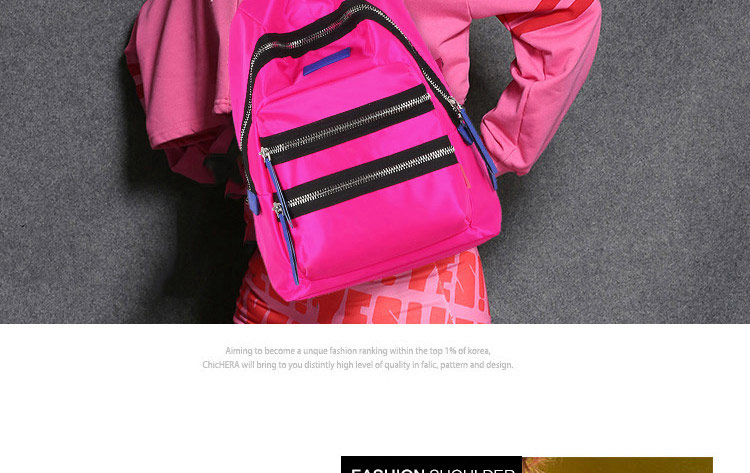 Aiming to become a unique fashion ranking within the top 1% of korea,
ChicHERA will bring to you distintly high level of quality in falic, pattern and design.
FASHION SHOULDER